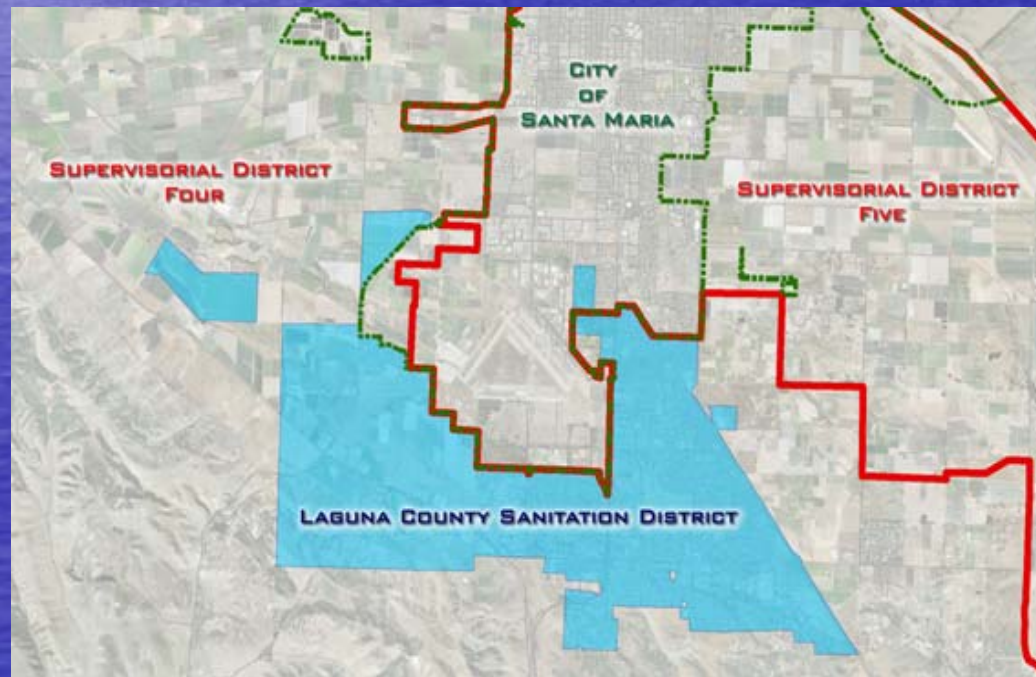 CITY
OF
SANTA MARIA
SUPERVISORIAL DISTRICT
FOUR
SUPERVISORIAL DISTRICT
FIVE
LAGUNA COUNTY SANITATION DISTRICT